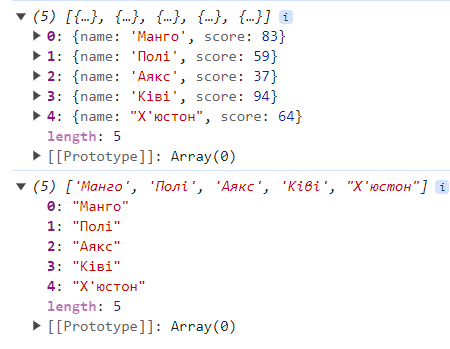 ▼ (5) [{…}, {…}, {…}, {…}, {…}] i
▶ 0: {name: 'Манго', score: 83}
▶ 1: {name: 'Полі', score: 59}
▶ 2: {name: 'Аякс', score: 37}
▶ 3: {name: 'Ківі', score: 94}
▶ 4: {name: "Х'юстон", score: 64}
length: 5
▶ [[Prototype]]: Array(0)
▼ (5) ['Манго', 'Полі', 'Аякс', 'Ківі', "Х'юстон"] i
0: "Манго"
1: "Полі"
2: "Аякс"
3: "Ківі"
4: "Х'юстон"
length: 5
▶ [[Prototype]]: Array(0)